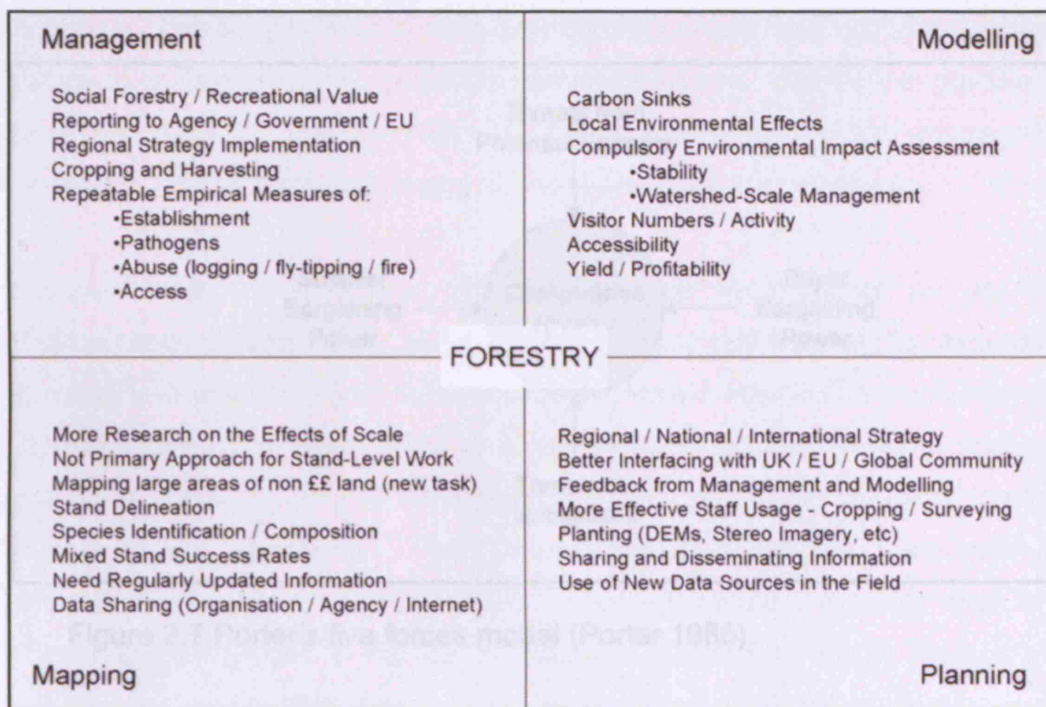 Management
Social Forestry / Recreational Value
Reporting to Agency / Government / EU
Regional Strategy Implementation
Cropping and Harvesting
Repeatable Empirical Measures of:
•Establishment
•Pathogens
•Abuse (logging / fly-tipping / fire)
•Access
Modelling
Carbon Sinks
Local Environmental Effects
Compulsory Environmental Impact Assessment
•Stability
•Watershed-Scale Management
Visitor Numbers / Activity
Accessibility
Yield / Profitability
FORESTRY
More Research on the Effects of Scale
Not Primary Approach for Stand-Level Work
Mapping large areas of non ££ land (new task)
Stand Delineation
Species Identification / Composition
Mixed Stand Success Rates
Need Regularly Updated Information
Data Sharing (Organisation / Agency / Internet)
Mapping
Regional / National / International Strategy
Better Interfacing with UK / EU / Global Community
Feedback from Management and Modelling
More Effective Staff Usage - Cropping / Surveying
Planting (DEMs, Stereo Imagery, etc)
Sharing and Disseminating Information
Use of New Data Sources in the Field
Planning
Supplier
Bargaining
Power
Buyer
Bargaining
Power
Figure 2.7 Porter's five forces model (Porter 1985).